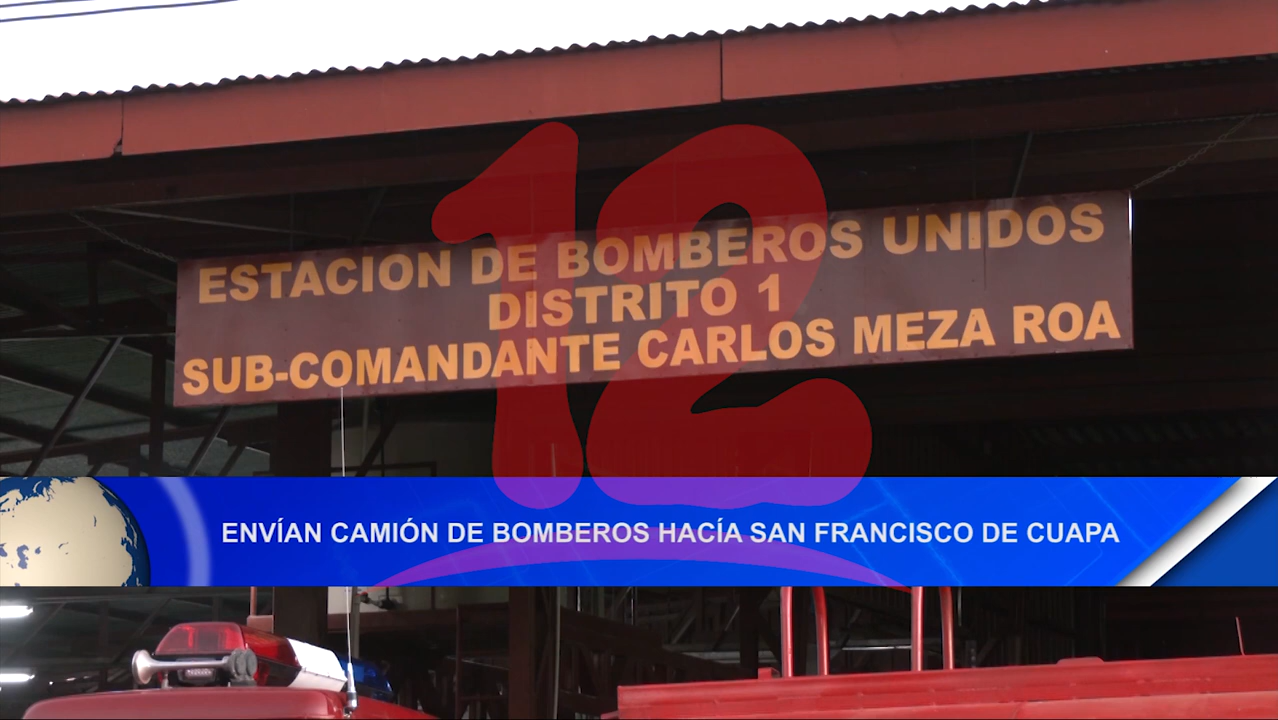 12
ESTACION DE BOMBEROS UNIDOS
DISTRITO 1
SUB-COMANDANTE CARLOS MEZA ROA
ENVÍAN CAMIÓN DE BOMBEROS HACÍA SAN FRANCISCO DE CUAPA